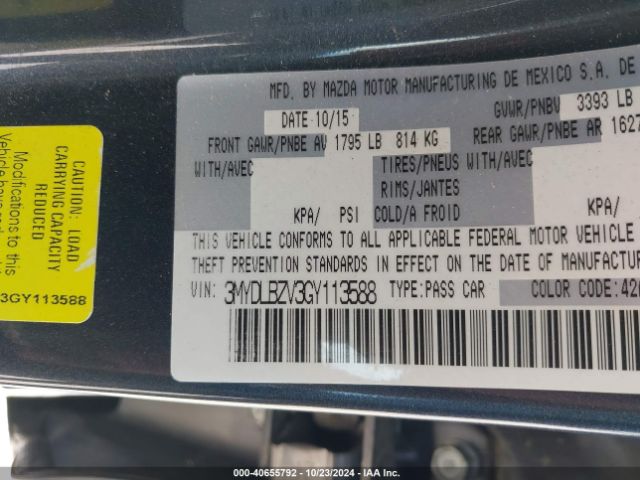 MFD. BY MAZDA MOTOR MANUFACTURING DE MEXICO S.A. DE
DATE 10/15 GVWR/PNBV 3393 LB
FRONT GAWR/PNBE AV 1795 LB 814 KG REAR GAWR/PNBE AR 1627
WITH/AVEC TIRES/PNEUS WITH/AVEC
RIMS/JANTES
KPA/ PSI COLD/A FROID KPA/
THIS VEHICLE CONFORMS TO ALL APPLICABLE FEDERAL MOTOR VEHICLE
THEFT PREVENTION STANDARDS IN EFFECT ON THE DATE OF MANUFACTUR
VIN: 3MYDLBZV3GY113588 TYPE:PASS CAR COLOR CODE:42
CAUTION: LOAD
CARRYING CAPACITY
REDUCED
Modifications to this
3GY113588
000-40655792 - 10/23/2024 - IAA Inc.